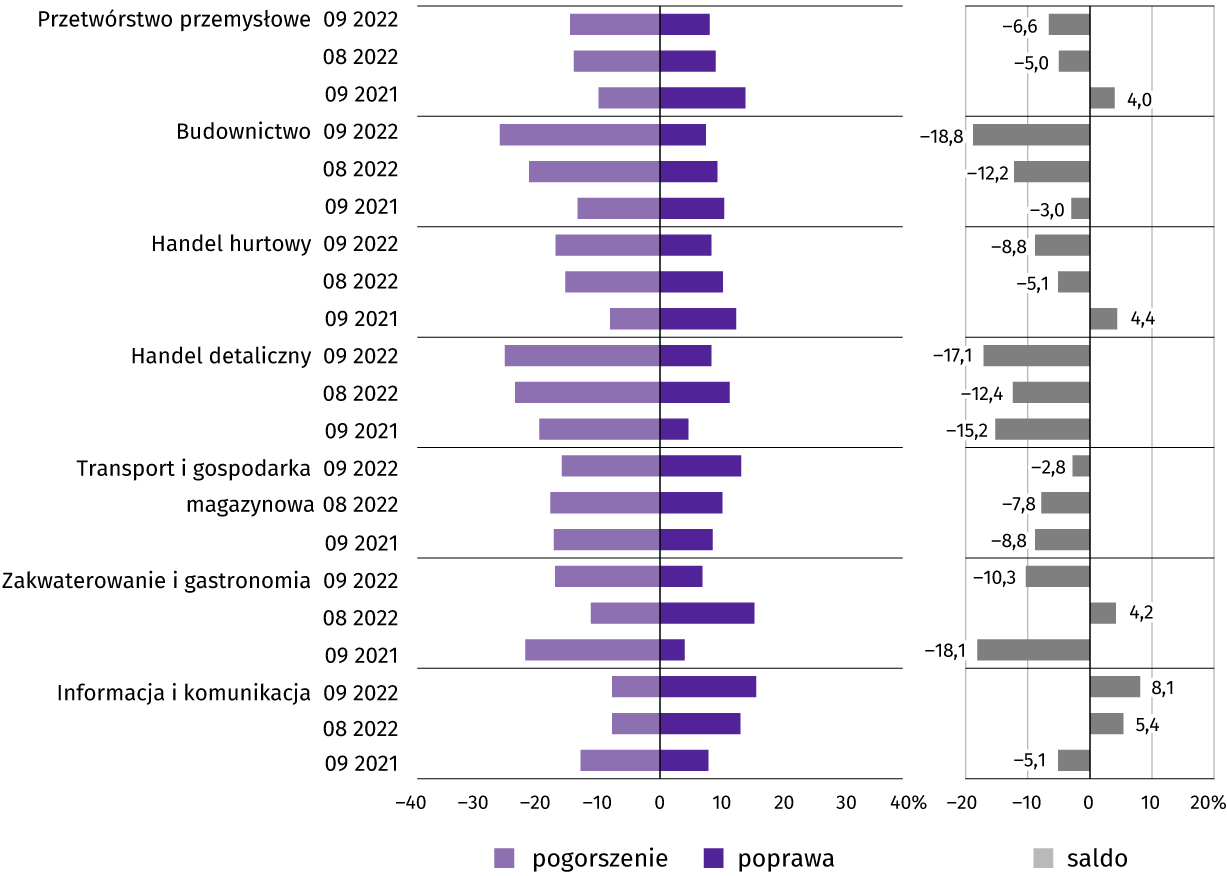 Przetwórstwo przemysłowe 09 2022 −6,6
08 2022 −5,0
09 2021 4,0
Budownictwo 09 2022 −18,8
08 2022 −12,2
09 2021 −3,0
Handel hurtowy 09 2022 −8,8
08 2022 −5,1
09 2021 4,4
Handel detaliczny 09 2022 −17,1
08 2022 −12,4
09 2021 −15,2
Transport i gospodarka 09 2022 −2,8
magazynowa 08 2022 −7,8
09 2021 −8,8
Zakwaterowanie i gastronomia 09 2022 −10,3
08 2022 4,2
09 2021 −18,1
Informacja i komunikacja 09 2022 8,1
08 2022 5,4
09 2021 −5,1
−40 −30 −20 −10 0 10 20 30 40% −20 −10 0 10 20%
pogorszenie poprawa saldo